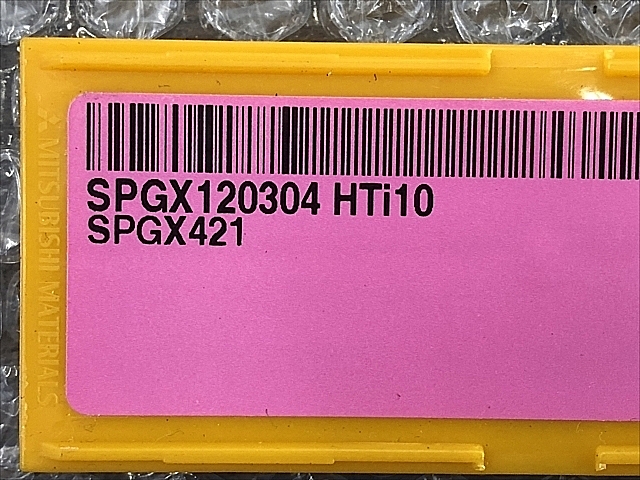 SPGX120304 HTi10
SPGX421
MITSUBISHI MATERIALS